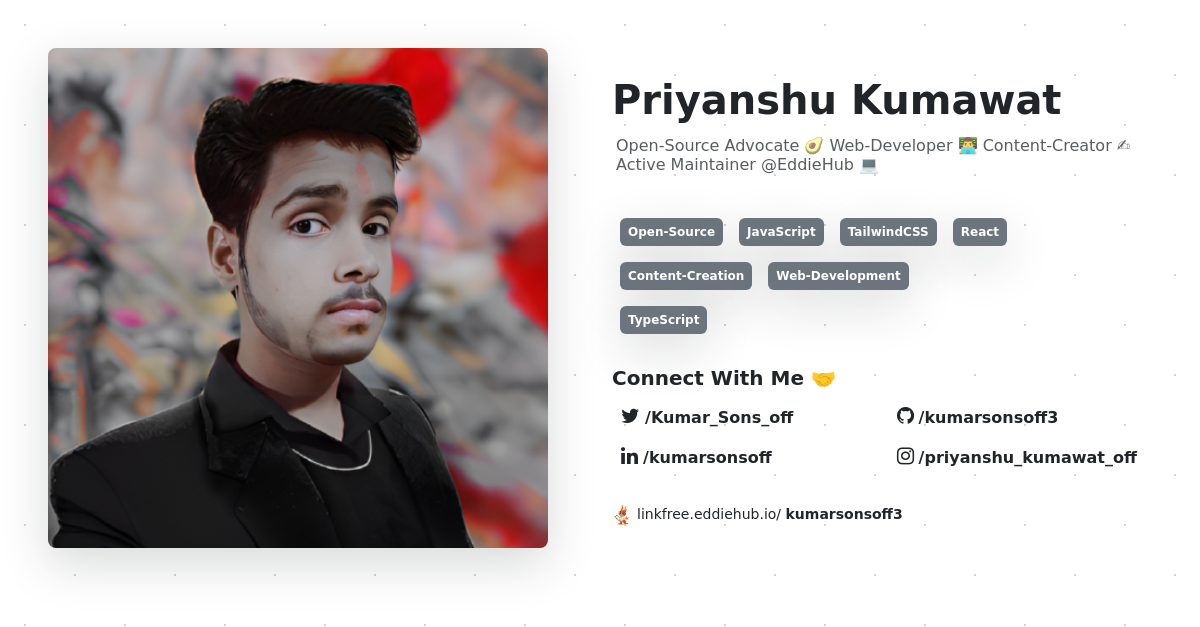 Priyanshu Kumawat
Open-Source Advocate 🥑 Web-Developer 👨‍💻 Content-Creator ✍
Active Maintainer @EddieHub 💻
Open-Source JavaScript TailwindCSS React
Content-Creation Web-Development
TypeScript
Connect With Me 🤝
/Kumar_Sons_off /kumarsonsoff3
/kumarsonsoff /priyanshu_kumawat_off
linkfree.eddiehub.io/ kumarsonsoff3